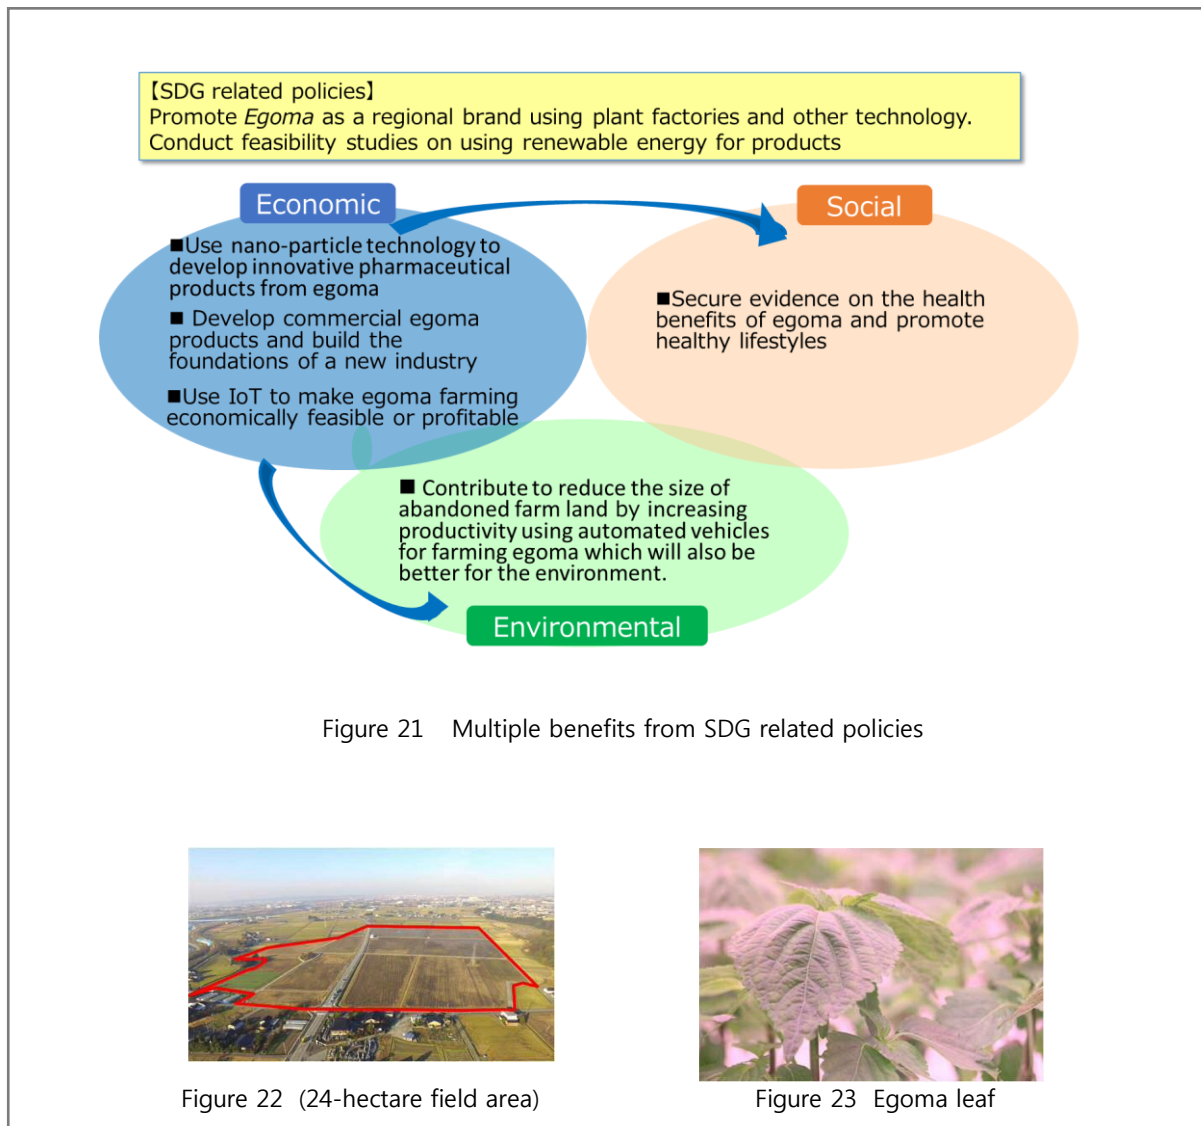 【SDG related policies】
Promote Egoma as a regional brand using plant factories and other technology.
Conduct feasibility studies on using renewable energy for products
Economic
■Use nano-particle technology to
develop innovative pharmaceutical
products from egoma
■ Develop commercial egoma
products and build the
foundations of a new industry
■Use IoT to make egoma farming
economically feasible or profitable
Social
■Secure evidence on the health
benefits of egoma and promote
healthy lifestyles
■ Contribute to reduce the size of
abandoned farm land by increasing
productivity using automated vehicles
for farming egoma which will also be
better for the environment.
Environmental
Figure 21 Multiple benefits from SDG related policies
Figure 22 (24-hectare field area)
Figure 23 Egoma leaf